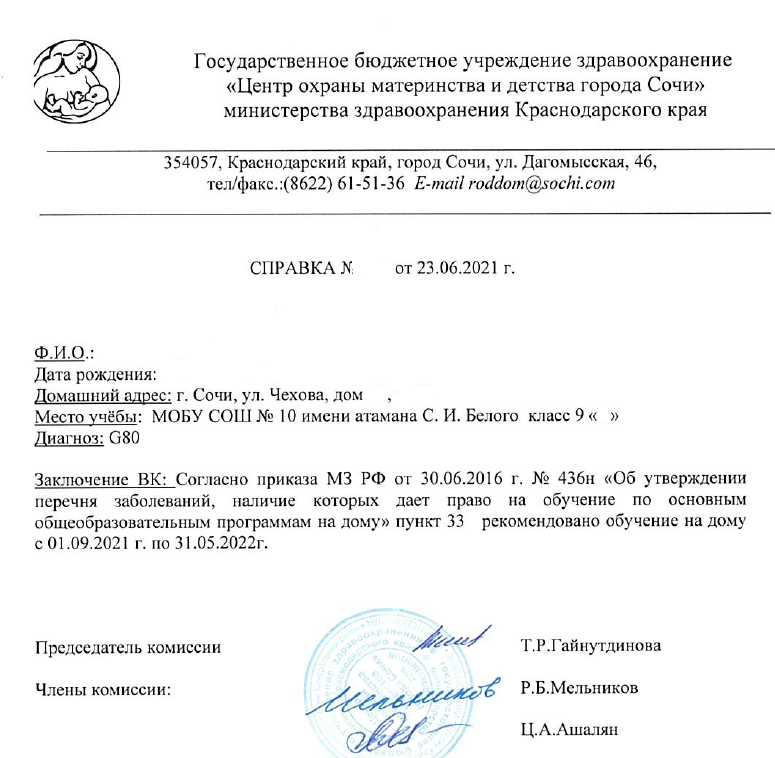 Государственное бюджетное учреждение здравоохранение
«Центр охраны материнства и детства города Сочи»
министерства здравоохранения Краснодарского края
354057, Краснодарский край, город Сочи, ул. Дагомысская, 46,
тел/факс.:(8622) 61-51-36 E-mail roddom@sochi.com
СПРАВКА № от 23.06.2021 г.
Ф.И.О.:
Дата рождения:
Домашний адрес: г. Сочи, ул. Чехова, дом ,
Место учёбы: МОБУ СОШ № 10 имени атамана С. И. Белого класс 9 « »
Диагноз: G80
Заключение ВК: Согласно приказа МЗ РФ от 30.06.2016 г. № 436н «Об утверждении
перечня заболеваний, наличие которых дает право на обучение по основным
общеобразовательным программам на дому» пункт 33 рекомендовано обучение на дому
с 01.09.2021 г. по 31.05.2022г.
Председатель комиссии Т.Р.Гайнутдинова
Члены комиссии: Мельников Р.Б.Мельников
Ц.А.Ашалян